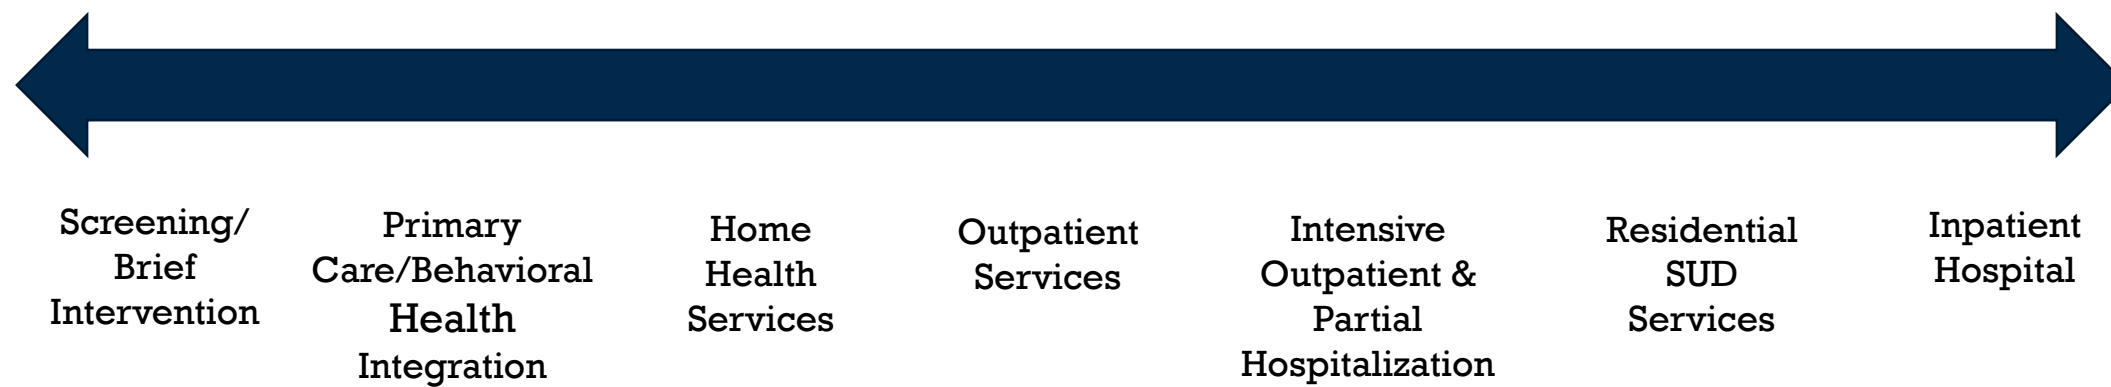 Screening/
Brief
Intervention
Primary
Care/Behavioral
Health
Integration
Home
Health
Services
Outpatient
Services
Intensive
Outpatient &
Partial
Hospitalization
Residential
SUD
Services
Inpatient
Hospital